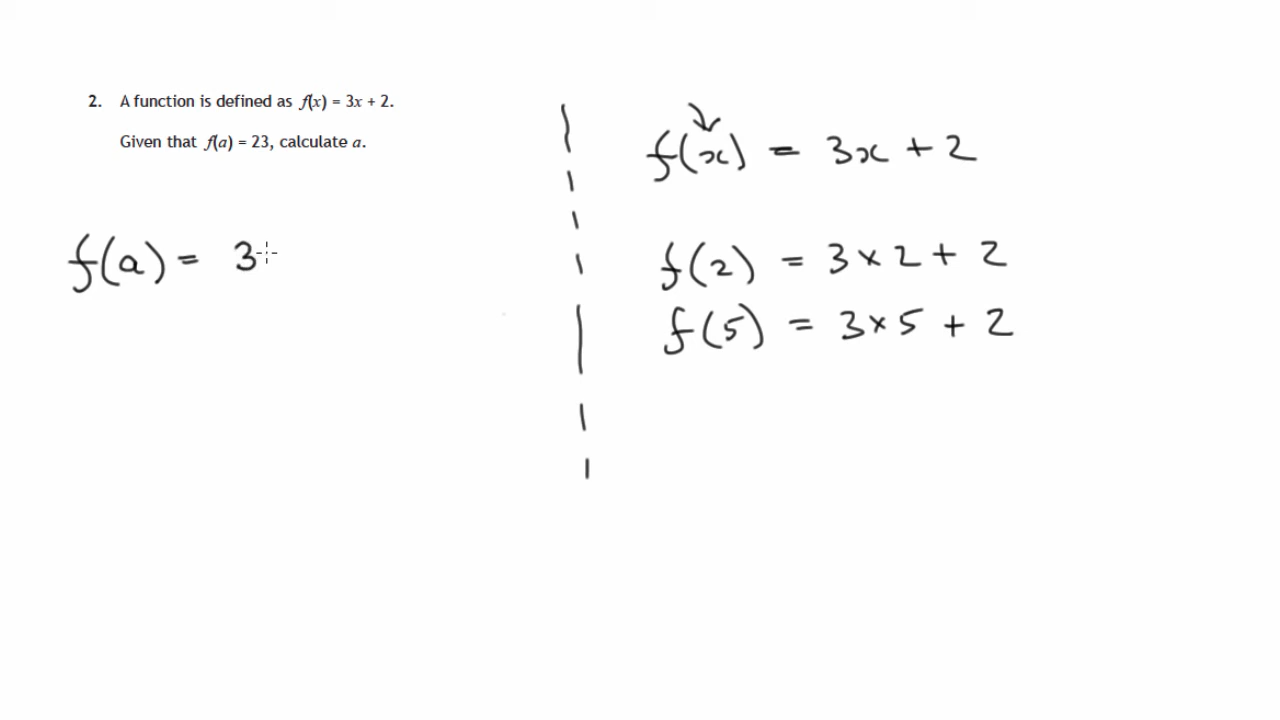 2. A function is defined as f(x) = 3x + 2.
Given that f(a) = 23, calculate a.
f(a) = 3
f(x) = 3x + 2
f(2) = 3 × 2 + 2
f(5) = 3 × 5 + 2